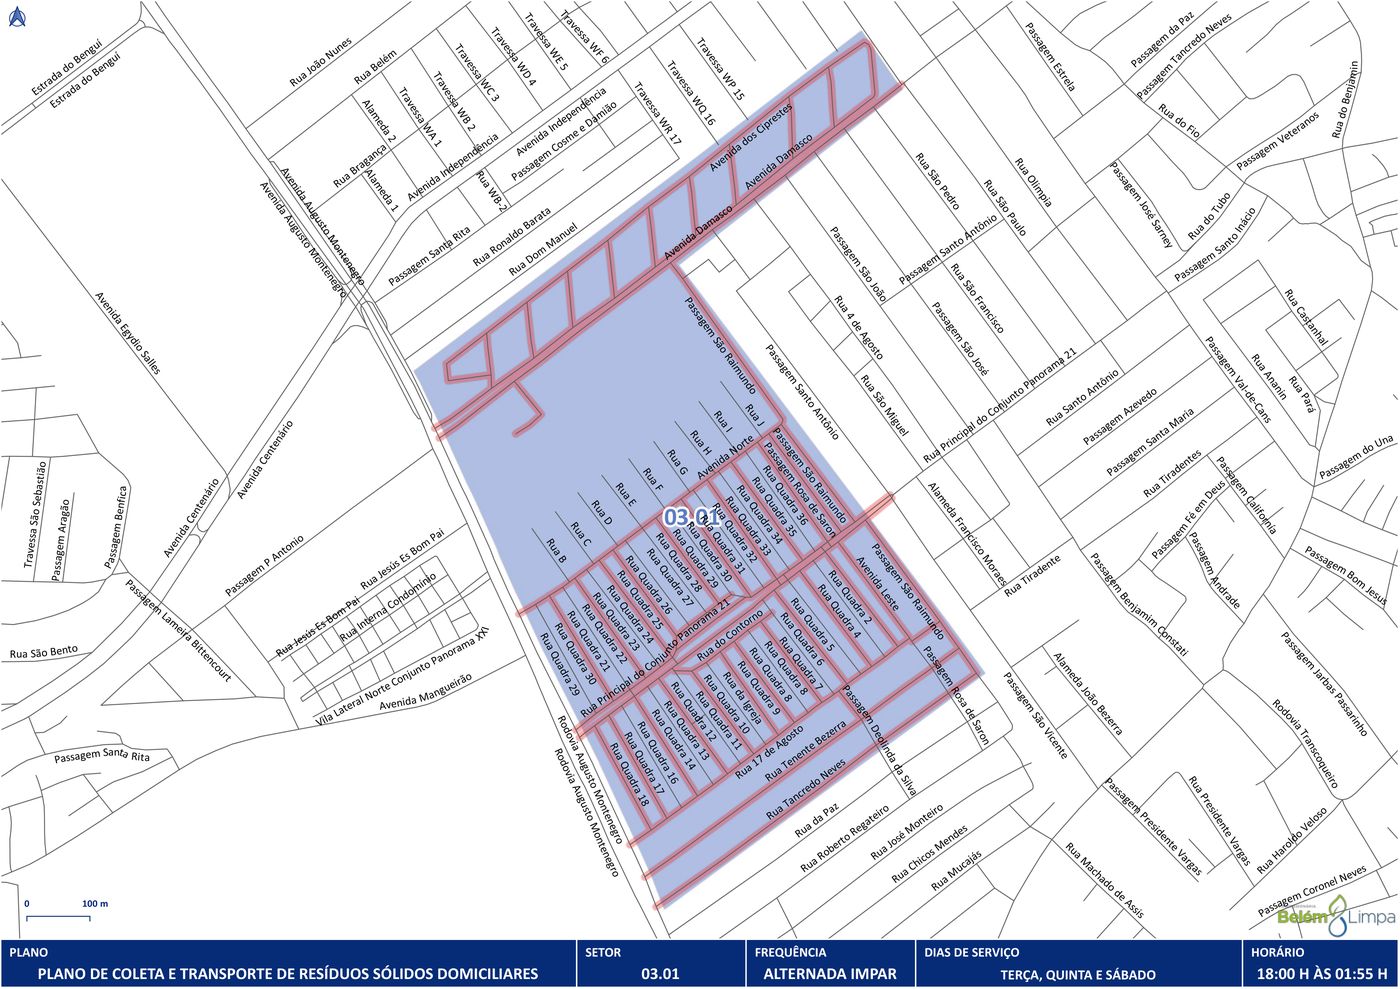 Estrada do Bengui
Estrada do Bengui
Rua João Nunes
Rua Belém
Travessa WC 3
Travessa WD 4
Travessa WE 5
Travessa WF 6
Travessa WB 2
Travessa WA 1
Alameda 2
Rua Bragança
Alameda 1
Avenida Independência
Avenida Independência
Passagem Cosme e Damião
Travessa WR 17
Travessa WQ 16
Travessa WP 15
Rua WB-2
Avenida Augusto Montenegro
Avenida Augusto Montenegro
Passagem Santa Rita
Rua Ronaldo Barata
Rua Dom Manuel
Avenida dos Ciprestes
Avenida Damasco
Avenida Damasco
Passagem Estrela
Passagem da Paz
Passagem Tancredo Neves
Rua do Fio
Passagem Veteranos
Rua do Benjamin
Rua São Pedro
Rua São Paulo
Rua Olímpia
Passagem José Sarney
Rua do Tubo
Passagem Santo Inácio
Passagem Santo Antônio
Passagem São João
Rua São Francisco
Passagem São José
Rua 4 de Agosto
Rua São Miguel
Passagem São Raimundo
Passagem Santo Antônio
Rua Principal do Conjunto Panorama 21
Rua Santo Antônio
Passagem Azevedo
Passagem Santa Maria
Rua Tiradentes
Passagem Val-de-Cans
Rua Ananin
Rua Pará
Rua Castanhal
Passagem do Una
Passagem California
Passagem Fé em Deus
Passagem Andrade
Passagem Bom Jesus
Avenida Egydio Salles
Avenida Centenário
Avenida Centenário
Travessa São Sebastião
Passagem Aragão
Passagem Benfica
Passagem P Antonio
Passagem Lameira Bittencourt
Rua São Bento
Passagem Santa Rita
Rua Jesús Es Bom Pai
Rua Jesús Es Bom Pai
Rua Interna Condomínio
Vila Lateral Norte Conjunto Panorama XXI
Avenida Mangueirão
Rua J
Rua I
Rua H
Rua G
Rua F
Rua E
Rua D
Rua C
Rua B
Avenida Norte
03.01
Passagem São Raimundo
Passagem Rosa de Saron
Rua Quadra 36
Rua Quadra 35
Rua Quadra 34
Rua Quadra 33
Rua Quadra 32
Rua Quadra 31
Rua Quadra 30
Rua Quadra 29
Rua Quadra 28
Rua Quadra 27
Rua Quadra 26
Rua Quadra 25
Rua Quadra 24
Rua Quadra 23
Rua Quadra 22
Rua Quadra 21
Rua Quadra 30
Rua Quadra 29
Rua Principal do Conjunto Panorama 21
Rua do Contorno
Avenida Leste
Passagem São Raimundo
Rua Quadra 2
Rua Quadra 4
Rua Quadra 5
Rua Quadra 6
Rua Quadra 7
Rua Quadra 8
Rua Quadra 8
Rua Quadra 9
Rua da Igreja
Rua Quadra 10
Rua Quadra 11
Rua Quadra 12
Rua Quadra 13
Rua Quadra 14
Rua Quadra 16
Rua Quadra 17
Rua Quadra 18
Rua 17 de Agosto
Rua Tenente Bezerra
Rua Tancredo Neves
Passagem Deolinda da Silva
Passagem Rosa de Saron
Rodovia Augusto Montenegro
Rodovia Augusto Montenegro
Rua da Paz
Rua Roberto Regateiro
Rua José Monteiro
Rua Chicos Mendes
Rua Mucajás
Alameda Francisco Moraes
Rua Tiradente
Passagem Benjamim Constati
Alameda João Bezerra
Passagem São Vicente
Passagem Jarbas Passarinho
Rodovia Transcoqueiro
Passagem Presidente Vargas
Rua Presidente Vargas
Rua Haroldo Veloso
Rua Machado de Assis
Passagem Coronel Neves
0 100 m
Belém Limpa
PLANO
PLANO DE COLETA E TRANSPORTE DE RESÍDUOS SÓLIDOS DOMICILIARES
SETOR
03.01
FREQUÊNCIA
ALTERNADA IMPAR
DIAS DE SERVIÇO
TERÇA, QUINTA E SÁBADO
HORÁRIO
18:00 H ÀS 01:55 H